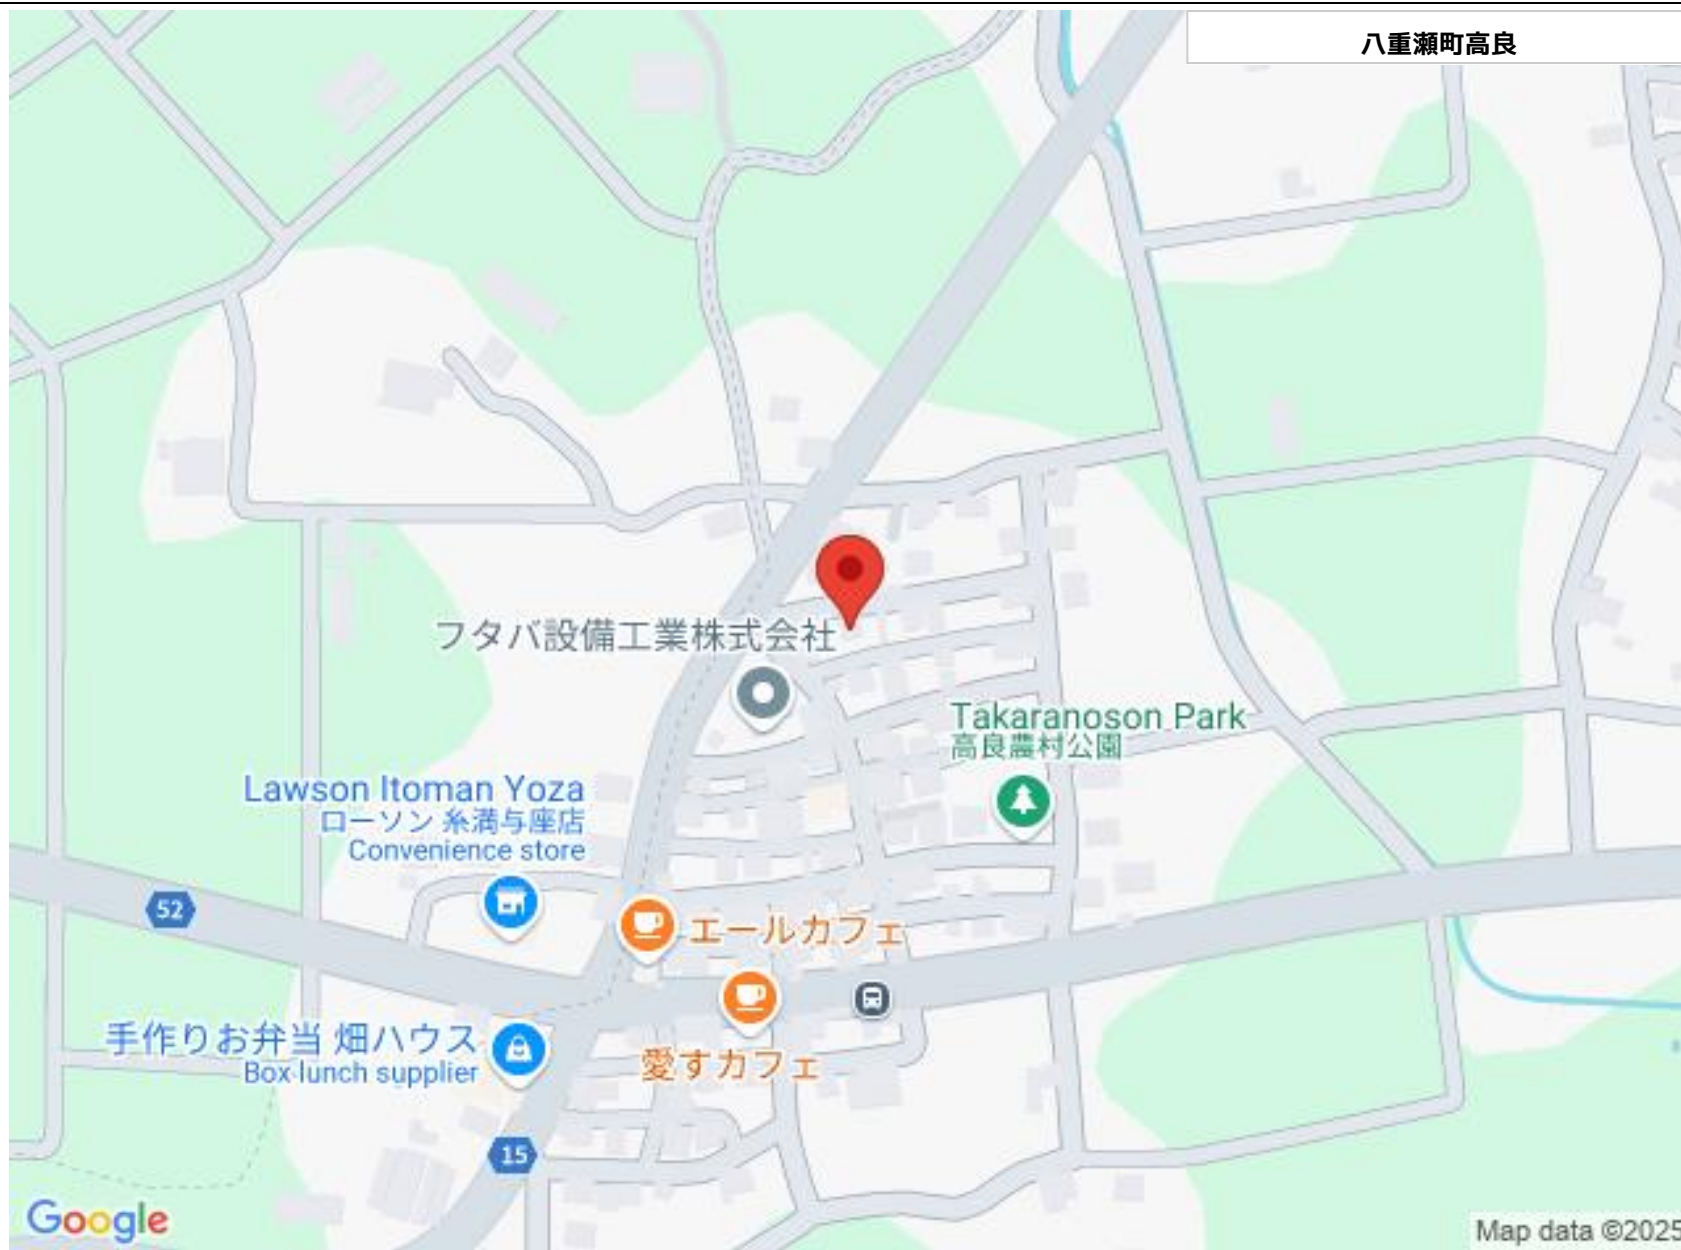 八重瀬町高良
フタバ設備工業株式会社
Takaranoson Park
高良農村公園
Lawson Itoman Yoza
ローソン 糸満与座店
Convenience store
52
エールカフェ
手作りお弁当 畑ハウス
Box lunch supplier
愛すカフェ
15
Google
Map data ©2025